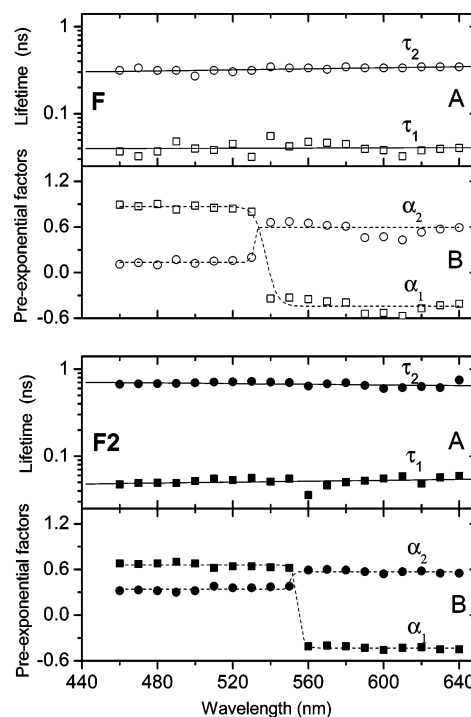 Lifetime (ns)
1
0.1
F
A
τ2
τ1
Pre-exponential factors
1.2
0.6
0.0
-0.6
B
α2
α1
Lifetime (ns)
1
0.1
F2
A
τ2
τ1
Pre-exponential factors
1.2
0.6
0.0
-0.6
B
α2
α1
440 480 520 560 600 640
Wavelength (nm)